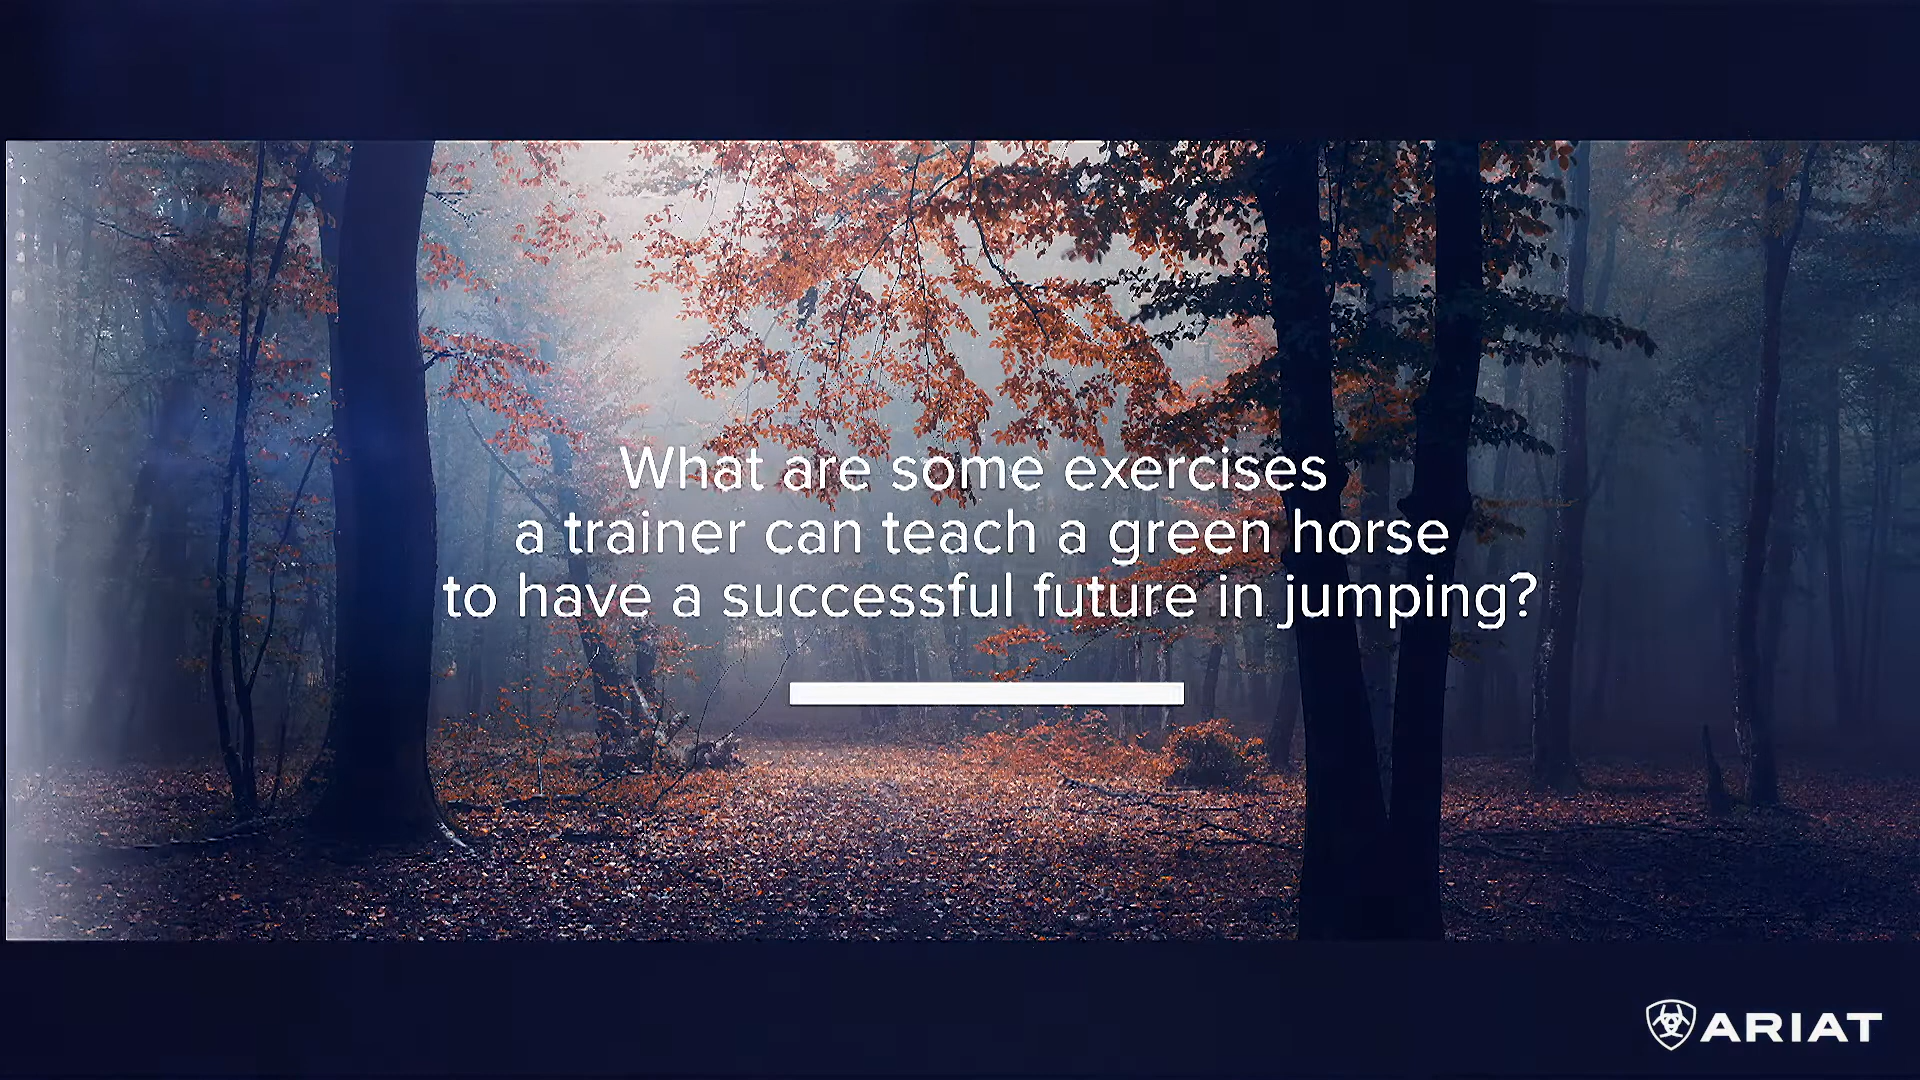 What are some exercises
a trainer can teach a green horse
to have a successful future in jumping?
ARIAT